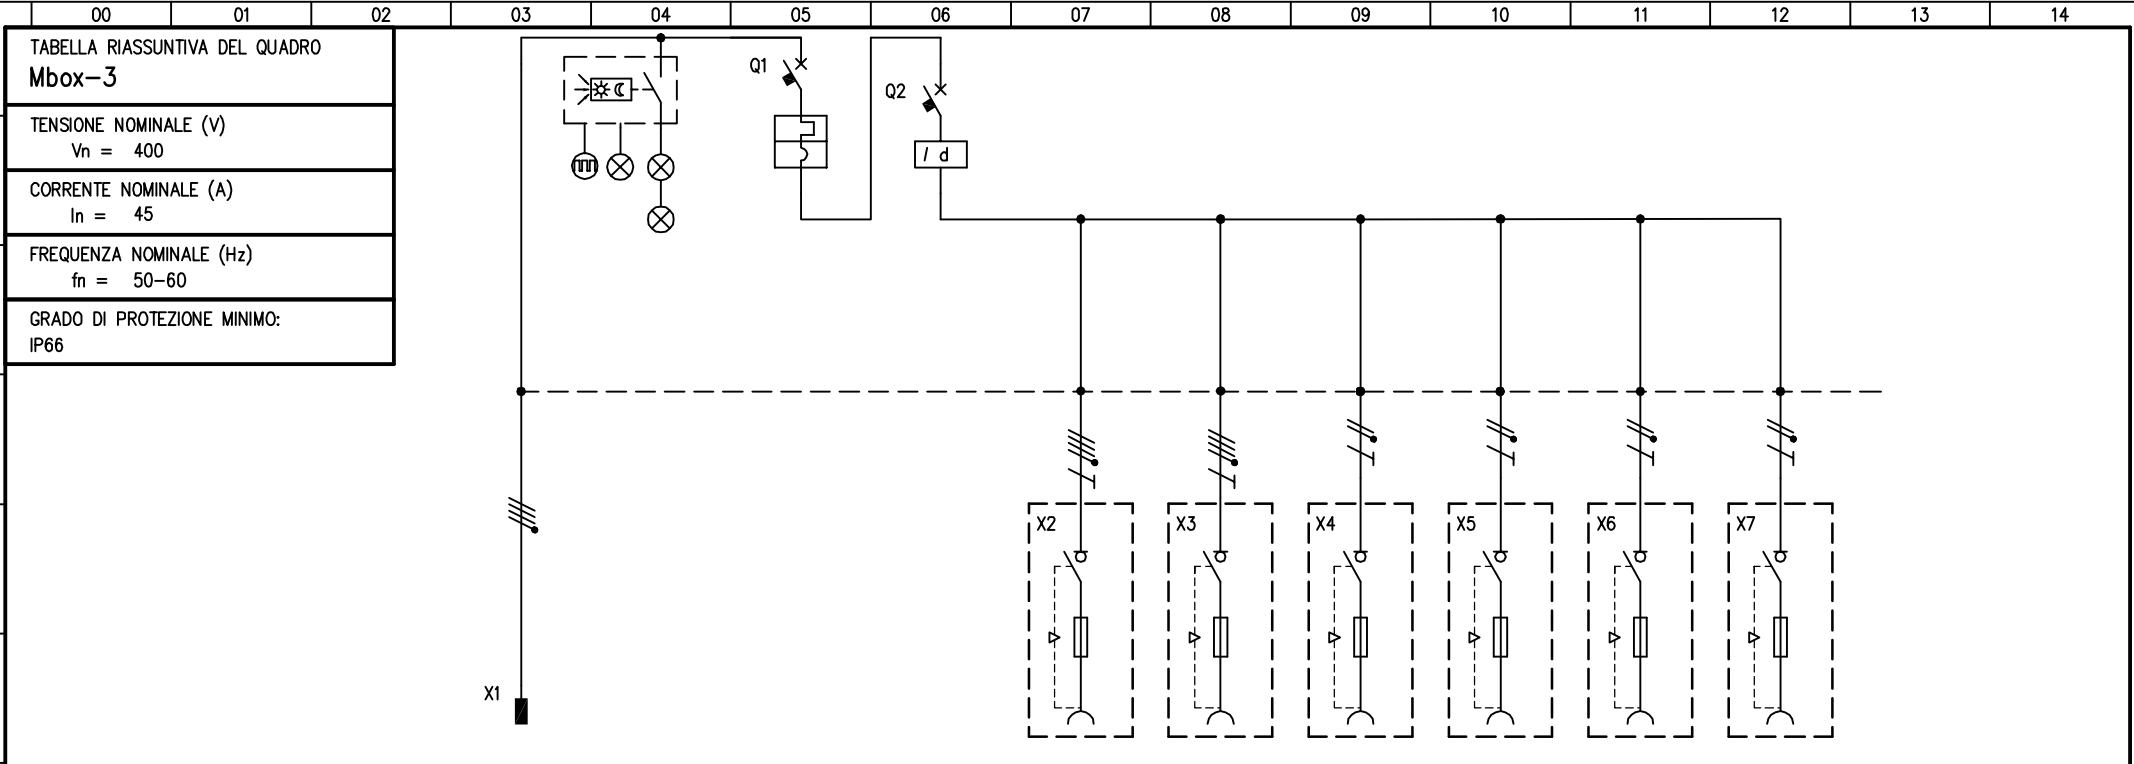 00 01 02 03 04 05 06 07 08 09 10 11 12 13 14
TABELLA RIASSUNTIVA DEL QUADRO
Mbox-3
TENSIONE NOMINALE (V)
Vn = 400
CORRENTE NOMINALE (A)
In = 45
FREQUENZA NOMINALE (Hz)
fn = 50-60
GRADO DI PROTEZIONE MINIMO:
IP66
Q1
Q2
I d
X2 X3 X4 X5 X6 X7
X1